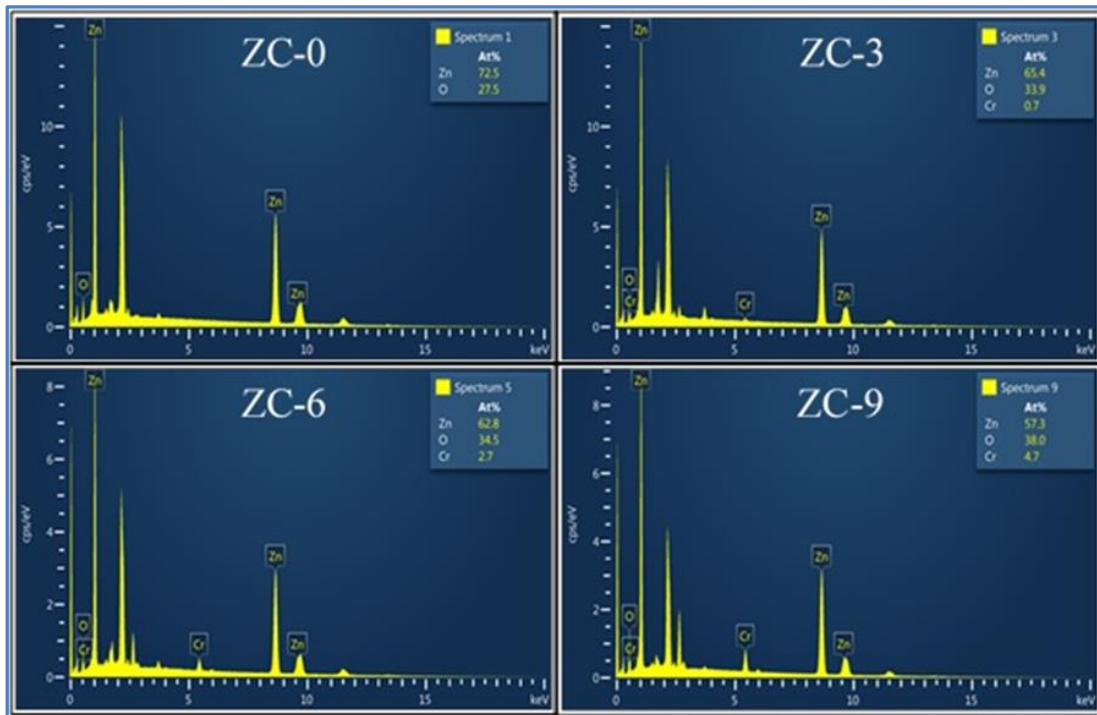 ZC-0
Spectrum 1
At%
Zn 72.5
O 27.5
Zn
10
cps/eV
5
Zn
O
Zn
0
0 5 10 15 keV
ZC-3
Spectrum 3
At%
Zn 65.4
O 33.9
Cr 0.7
Zn
10
cps/eV
5
Zn
O
Cr
Cr
Zn
0
0 5 10 15 keV
ZC-6
Spectrum 5
At%
Zn 62.8
O 34.5
Cr 2.7
8
Zn
6
cps/eV
4
Zn
2
O
Cr
Cr
Zn
0
0 5 10 15 keV
ZC-9
Spectrum 9
At%
Zn 57.3
O 38.0
Cr 4.7
8
Zn
6
cps/eV
4
Zn
2
O
Cr
Cr
Zn
0
0 5 10 15 keV